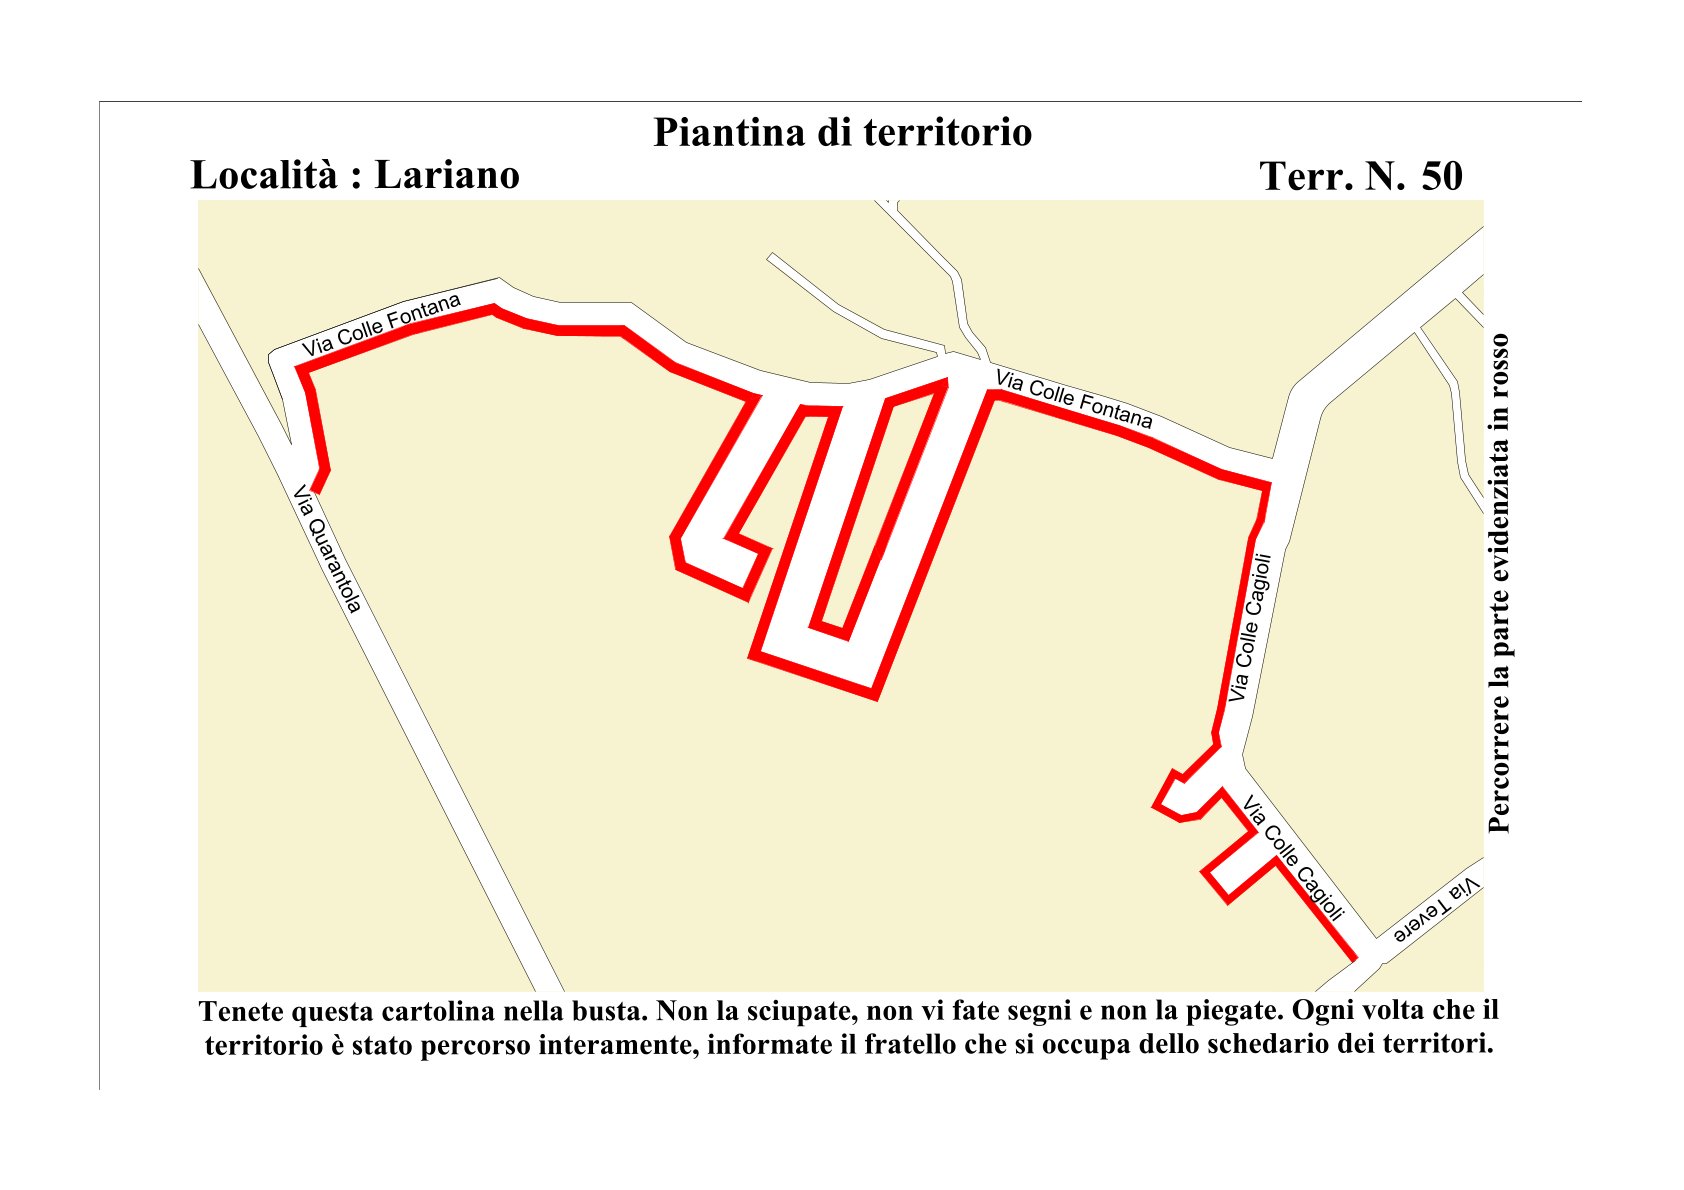 Piantina di territorio
Località : Lariano
Terr. N. 50
Via Colle Fontana
Via Colle Fontana
Via Quarantola
Via Colle Cagioli
Via Colle Cagioli
Via Tevere
Percorrere la parte evidenziata in rosso
Tenete questa cartolina nella busta. Non la sciupate, non vi fate segni e non la piegate. Ogni volta che il
territorio è stato percorso interamente, informate il fratello che si occupa dello schedario dei territori.